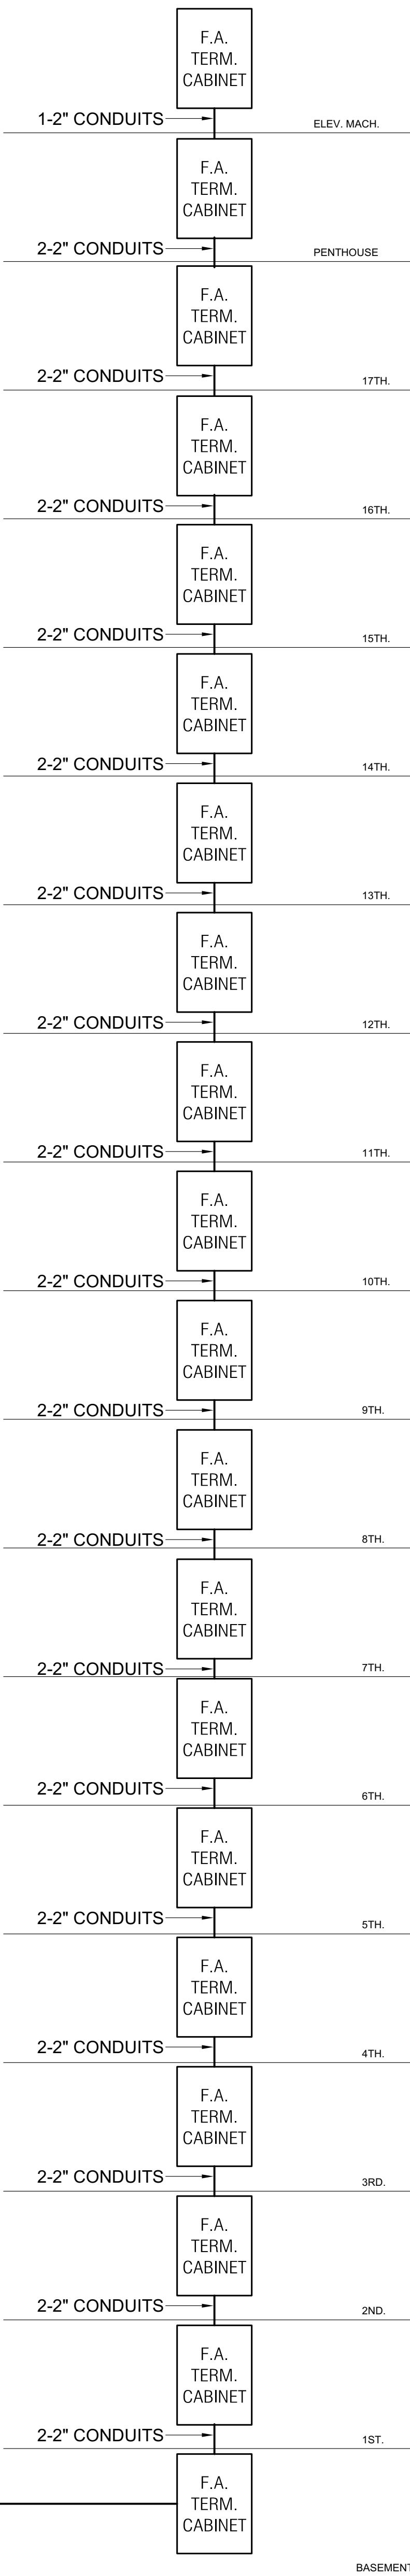 F.A.
TERM.
CABINET
1-2" CONDUITS
ELEV. MACH.
F.A.
TERM.
CABINET
2-2" CONDUITS
PENTHOUSE
F.A.
TERM.
CABINET
2-2" CONDUITS
17TH.
F.A.
TERM.
CABINET
2-2" CONDUITS
16TH.
F.A.
TERM.
CABINET
2-2" CONDUITS
15TH.
F.A.
TERM.
CABINET
2-2" CONDUITS
14TH.
F.A.
TERM.
CABINET
2-2" CONDUITS
13TH.
F.A.
TERM.
CABINET
2-2" CONDUITS
12TH.
F.A.
TERM.
CABINET
2-2" CONDUITS
11TH.
F.A.
TERM.
CABINET
2-2" CONDUITS
10TH.
F.A.
TERM.
CABINET
2-2" CONDUITS
9TH.
F.A.
TERM.
CABINET
2-2" CONDUITS
8TH.
F.A.
TERM.
CABINET
2-2" CONDUITS
7TH.
F.A.
TERM.
CABINET
2-2" CONDUITS
6TH.
F.A.
TERM.
CABINET
2-2" CONDUITS
5TH.
F.A.
TERM.
CABINET
2-2" CONDUITS
4TH.
F.A.
TERM.
CABINET
2-2" CONDUITS
3RD.
F.A.
TERM.
CABINET
2-2" CONDUITS
2ND.
F.A.
TERM.
CABINET
2-2" CONDUITS
1ST.
F.A.
TERM.
CABINET
BASEMENT